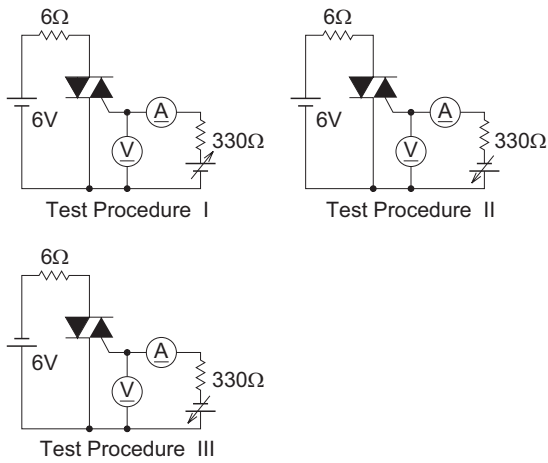 6Ω
6V
A
V
330Ω
Test Procedure I
6Ω
6V
A
V
330Ω
Test Procedure II
6Ω
6V
A
V
330Ω
Test Procedure III